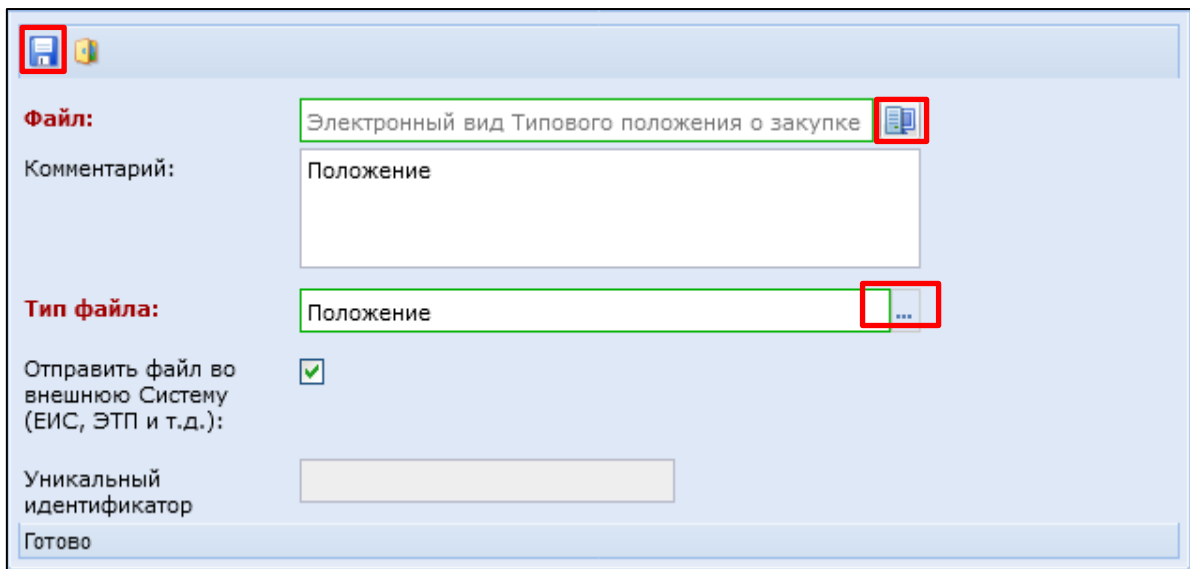 Файл:
Электронный вид Типового положения о закупке
Комментарий:
Положение
Тип файла:
Положение
...
Отправить файл во
внешнюю Систему
(ЕИС, ЭТП и т.д.):
Уникальный
идентификатор
Готово